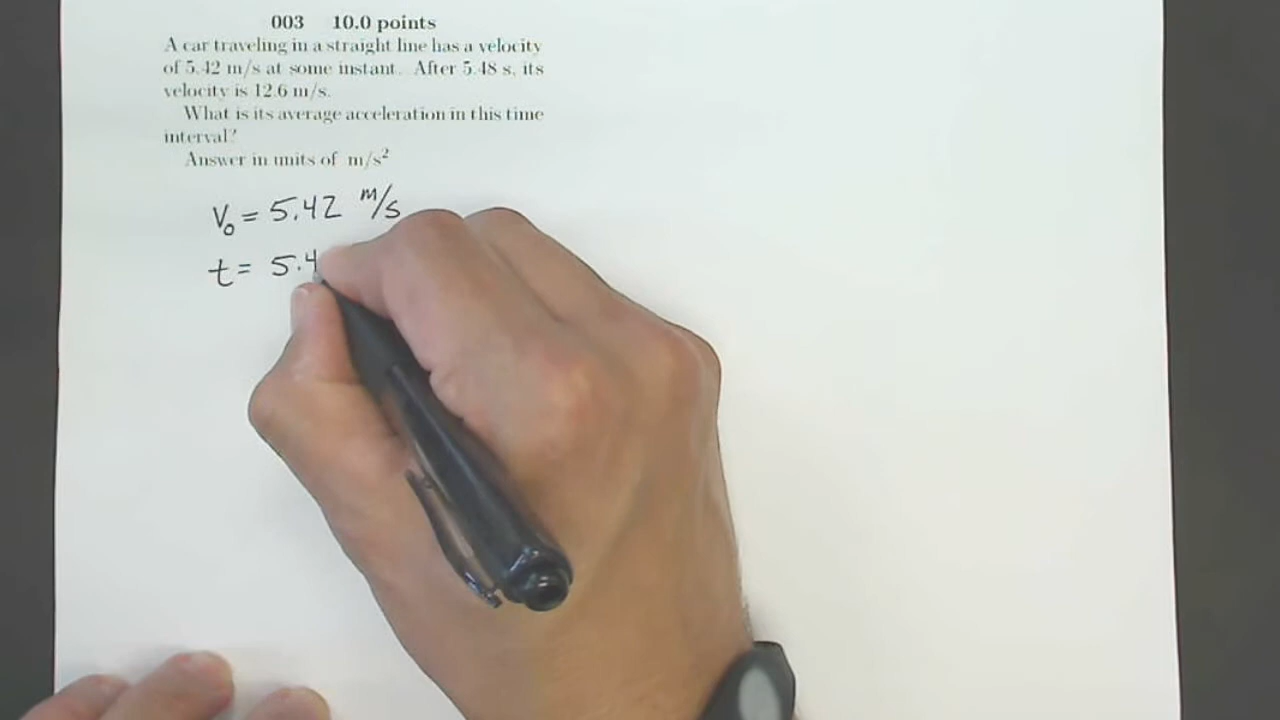 003 10.0 points
A car traveling in a straight line has a velocity
of 5.42 m/s at some instant. After 5.48 s, its
velocity is 12.6 m/s.
What is its average acceleration in this time
interval?
Answer in units of m/s²
V₀ = 5.42 m/s
t = 5.4